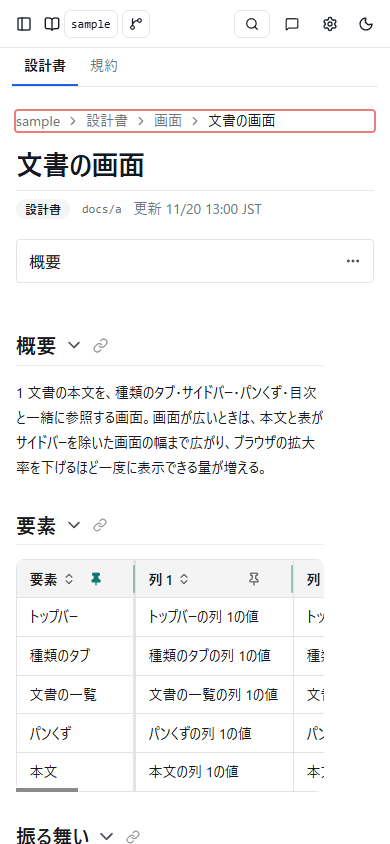 sample
設計書 規約
sample 設計書 画面 文書の画面
文書の画面
設計書 docs/a 更新 11/20 13:00 JST
概要
概要
1 文書の本文を、種類のタブ・サイドバー・パンくず・目次
と一緒に参照する画面。画面が広いときは、本文と表が
サイドバーを除いた画面の幅まで広がり、ブラウザの拡大
率を下げるほど一度に表示できる量が増える。
要素
要素 列 1 列
トップバー トップバーの列 1の値
種類のタブ 種類のタブの列 1の値
文書の一覧 文書の一覧の列 1の値
パンくず パンくずの列 1の値
本文 本文の列 1の値
振る舞い